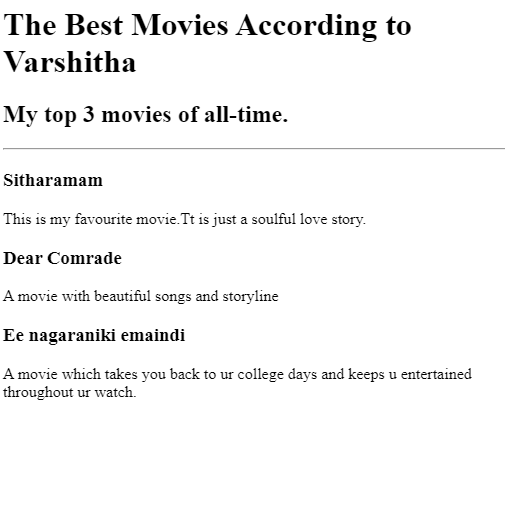 The Best Movies According to
Varshitha
My top 3 movies of all-time.
Sitharamam
This is my favourite movie.Tt is just a soulful love story.
Dear Comrade
A movie with beautiful songs and storyline
Ee nagaraniki emaindi
A movie which takes you back to ur college days and keeps u entertained
throughout ur watch.